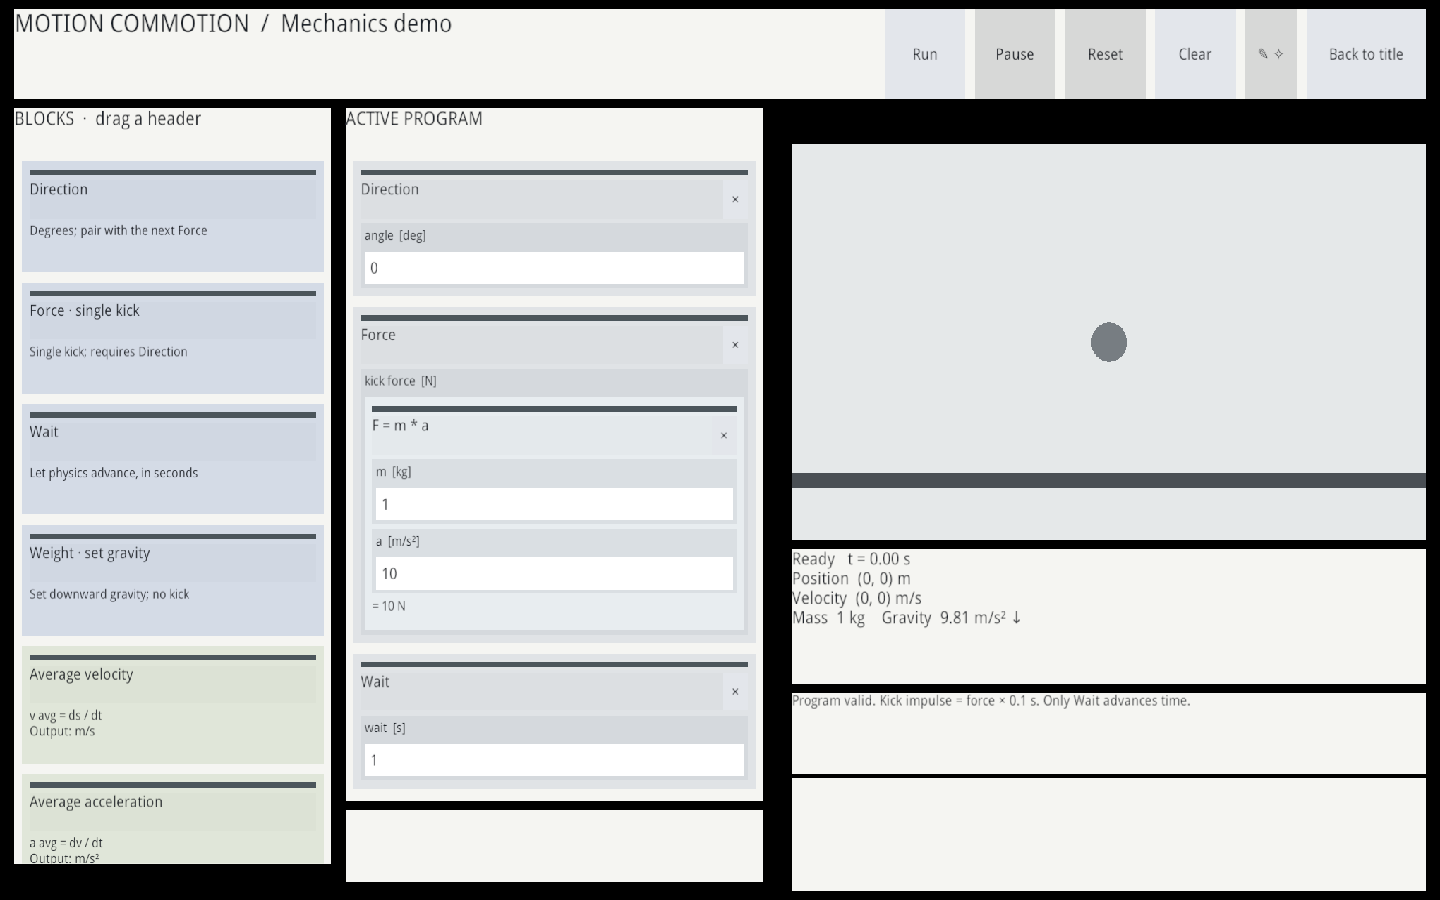 MOTION COMMOTION / Mechanics demo
Run
Pause
Reset
Clear
✎ ✧
Back to title
BLOCKS · drag a header
Direction
Degrees; pair with the next Force
Force · single kick
Single kick; requires Direction
Wait
Let physics advance, in seconds
Weight · set gravity
Set downward gravity; no kick
Average velocity
v avg = ds / dt
Output: m/s
Average acceleration
a avg = dv / dt
Output: m/s²
ACTIVE PROGRAM
Direction
×
angle [deg]
0
Force
×
kick force [N]
F = m * a
×
m [kg]
1
a [m/s²]
10
= 10 N
Wait
×
wait [s]
1
Ready t = 0.00 s
Position (0, 0) m
Velocity (0, 0) m/s
Mass 1 kg Gravity 9.81 m/s² ↓
Program valid. Kick impulse = force × 0.1 s. Only Wait advances time.